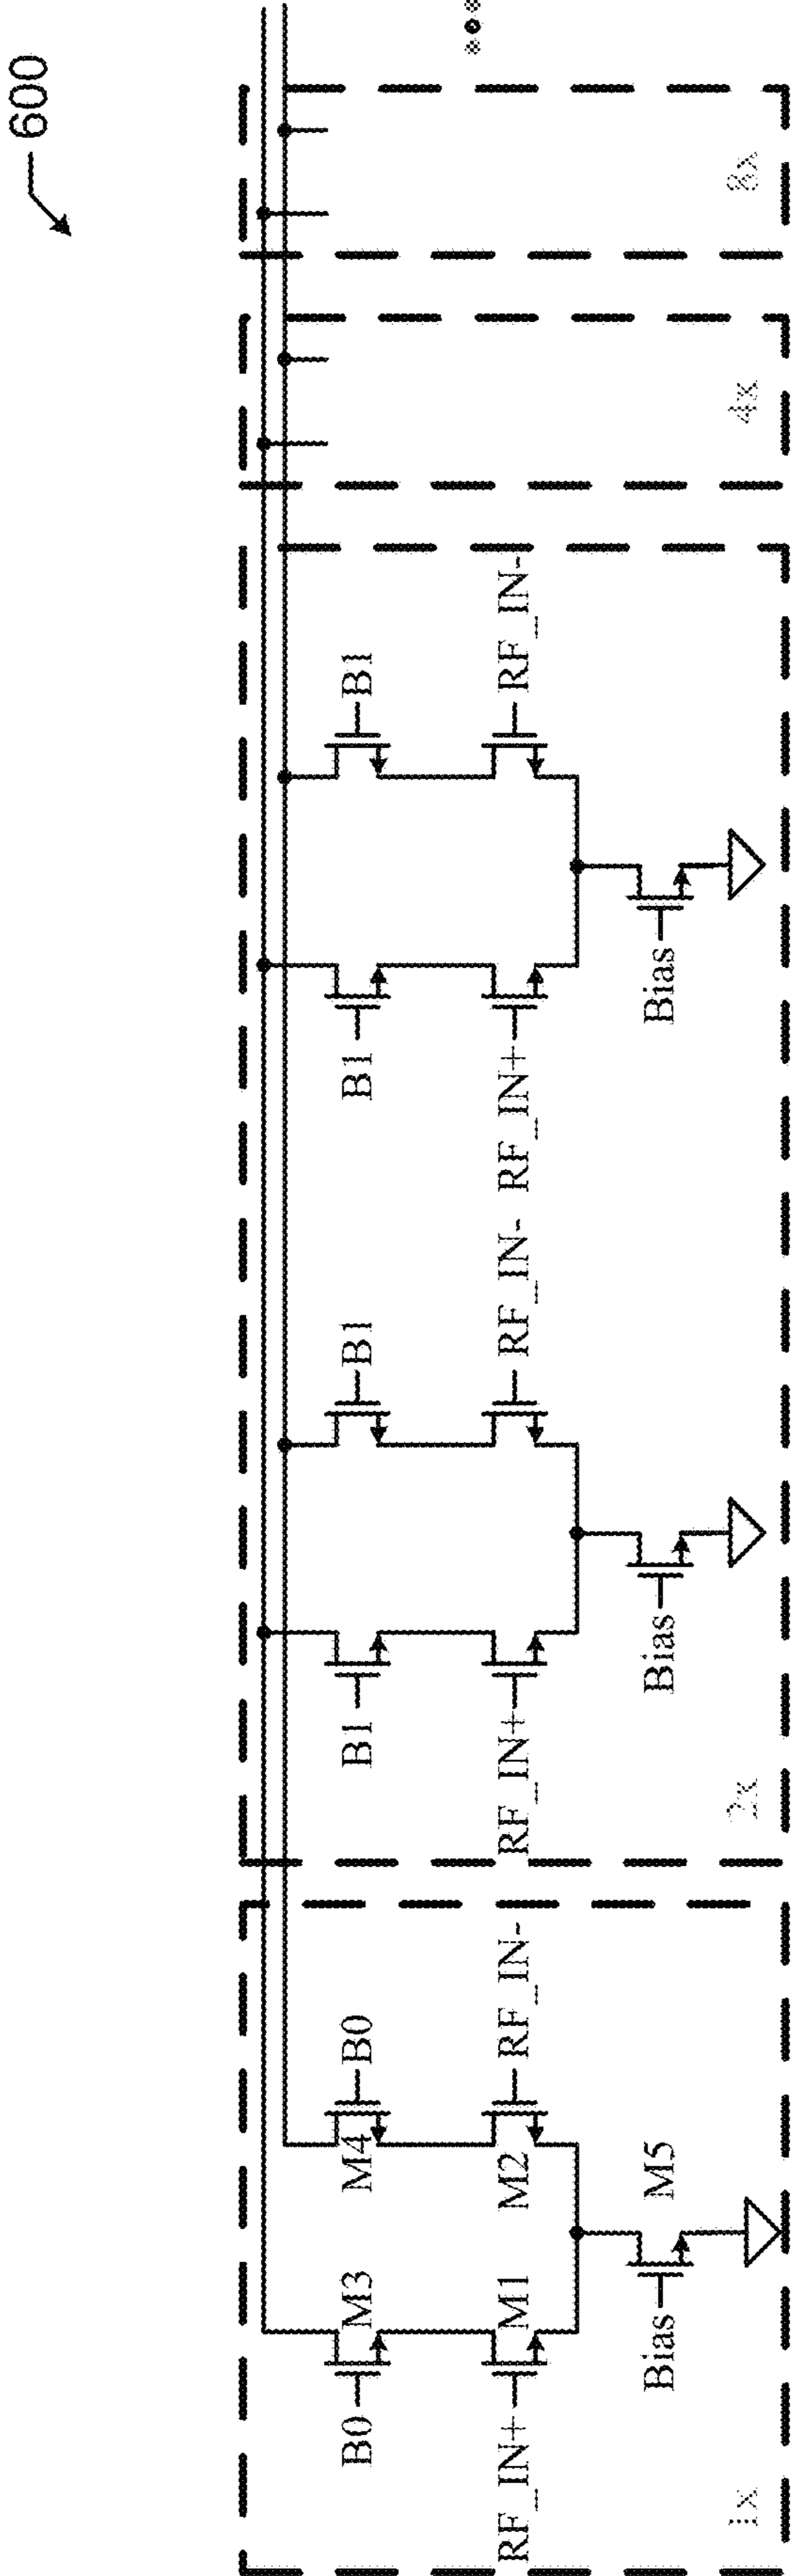 600
B0
M3
M4
B0
RF_IN+
M1
M2
RF_IN-
Bias
M5
1x
B1
B1
B1
B1
RF_IN+
RF_IN-
RF_IN+
RF_IN-
Bias
Bias
2x
4x
8x